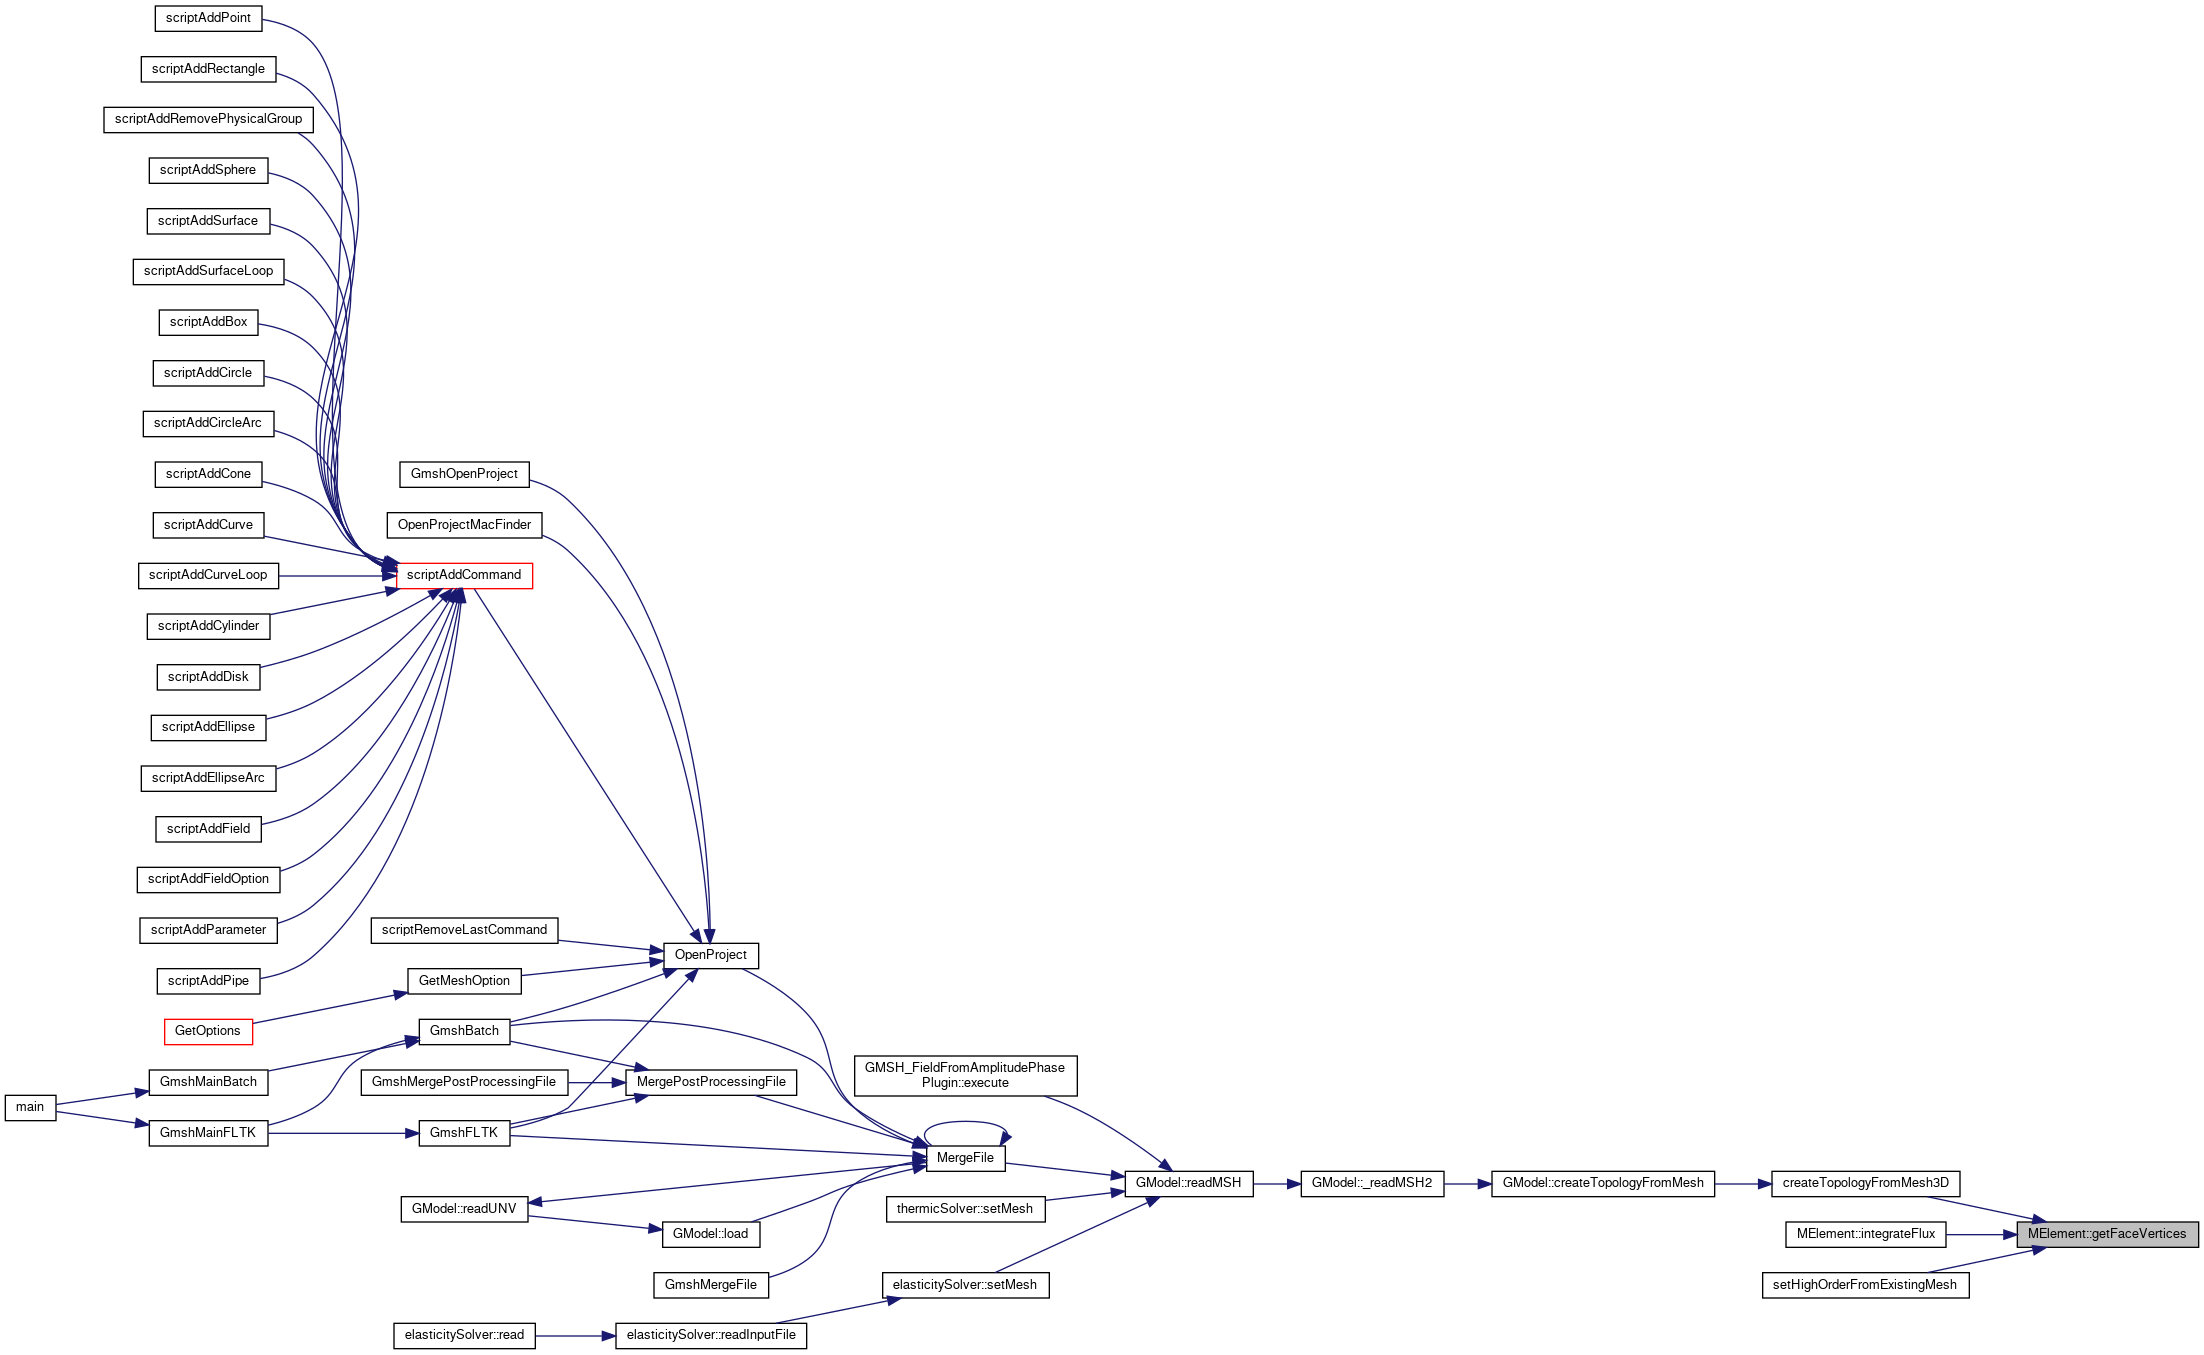 scriptAddPoint
scriptAddRectangle
scriptAddRemovePhysicalGroup
scriptAddSphere
scriptAddSurface
scriptAddSurfaceLoop
scriptAddBox
scriptAddCircle
scriptAddCircleArc
scriptAddCone
GmshOpenProject
scriptAddCurve
OpenProjectMacFinder
scriptAddCurveLoop
scriptAddCommand
scriptAddCylinder
scriptAddDisk
scriptAddEllipse
scriptAddEllipseArc
scriptAddField
scriptAddFieldOption
scriptAddParameter
scriptRemoveLastCommand
OpenProject
scriptAddPipe
GetMeshOption
GetOptions
GmshBatch
GMSH_FieldFromAmplitudePhase
Plugin::execute
GmshMainBatch
GmshMergePostProcessingFile
MergePostProcessingFile
main
GmshMainFLTK
GmshFLTK
MergeFile
GModel::readMSH
GModel::_readMSH2
GModel::createTopologyFromMesh
createTopologyFromMesh3D
GModel::readUNV
thermicSolver::setMesh
GModel::load
MElement::integrateFlux
MElement::getFaceVertices
GmshMergeFile
elasticitySolver::setMesh
setHighOrderFromExistingMesh
elasticitySolver::read
elasticitySolver::readInputFile